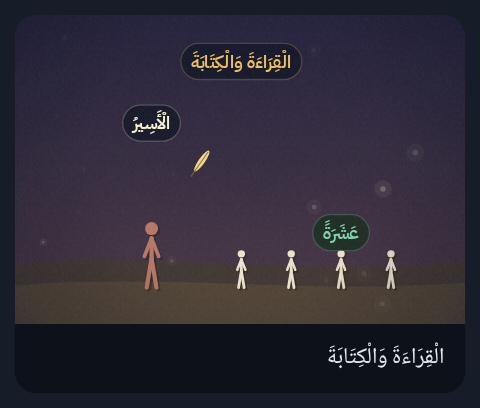 الْقِرَاءَةَ وَالْكِتَابَةَ
الْأَسِيرُ
عَشَرَةً
الْقِرَاءَةَ وَالْكِتَابَةَ